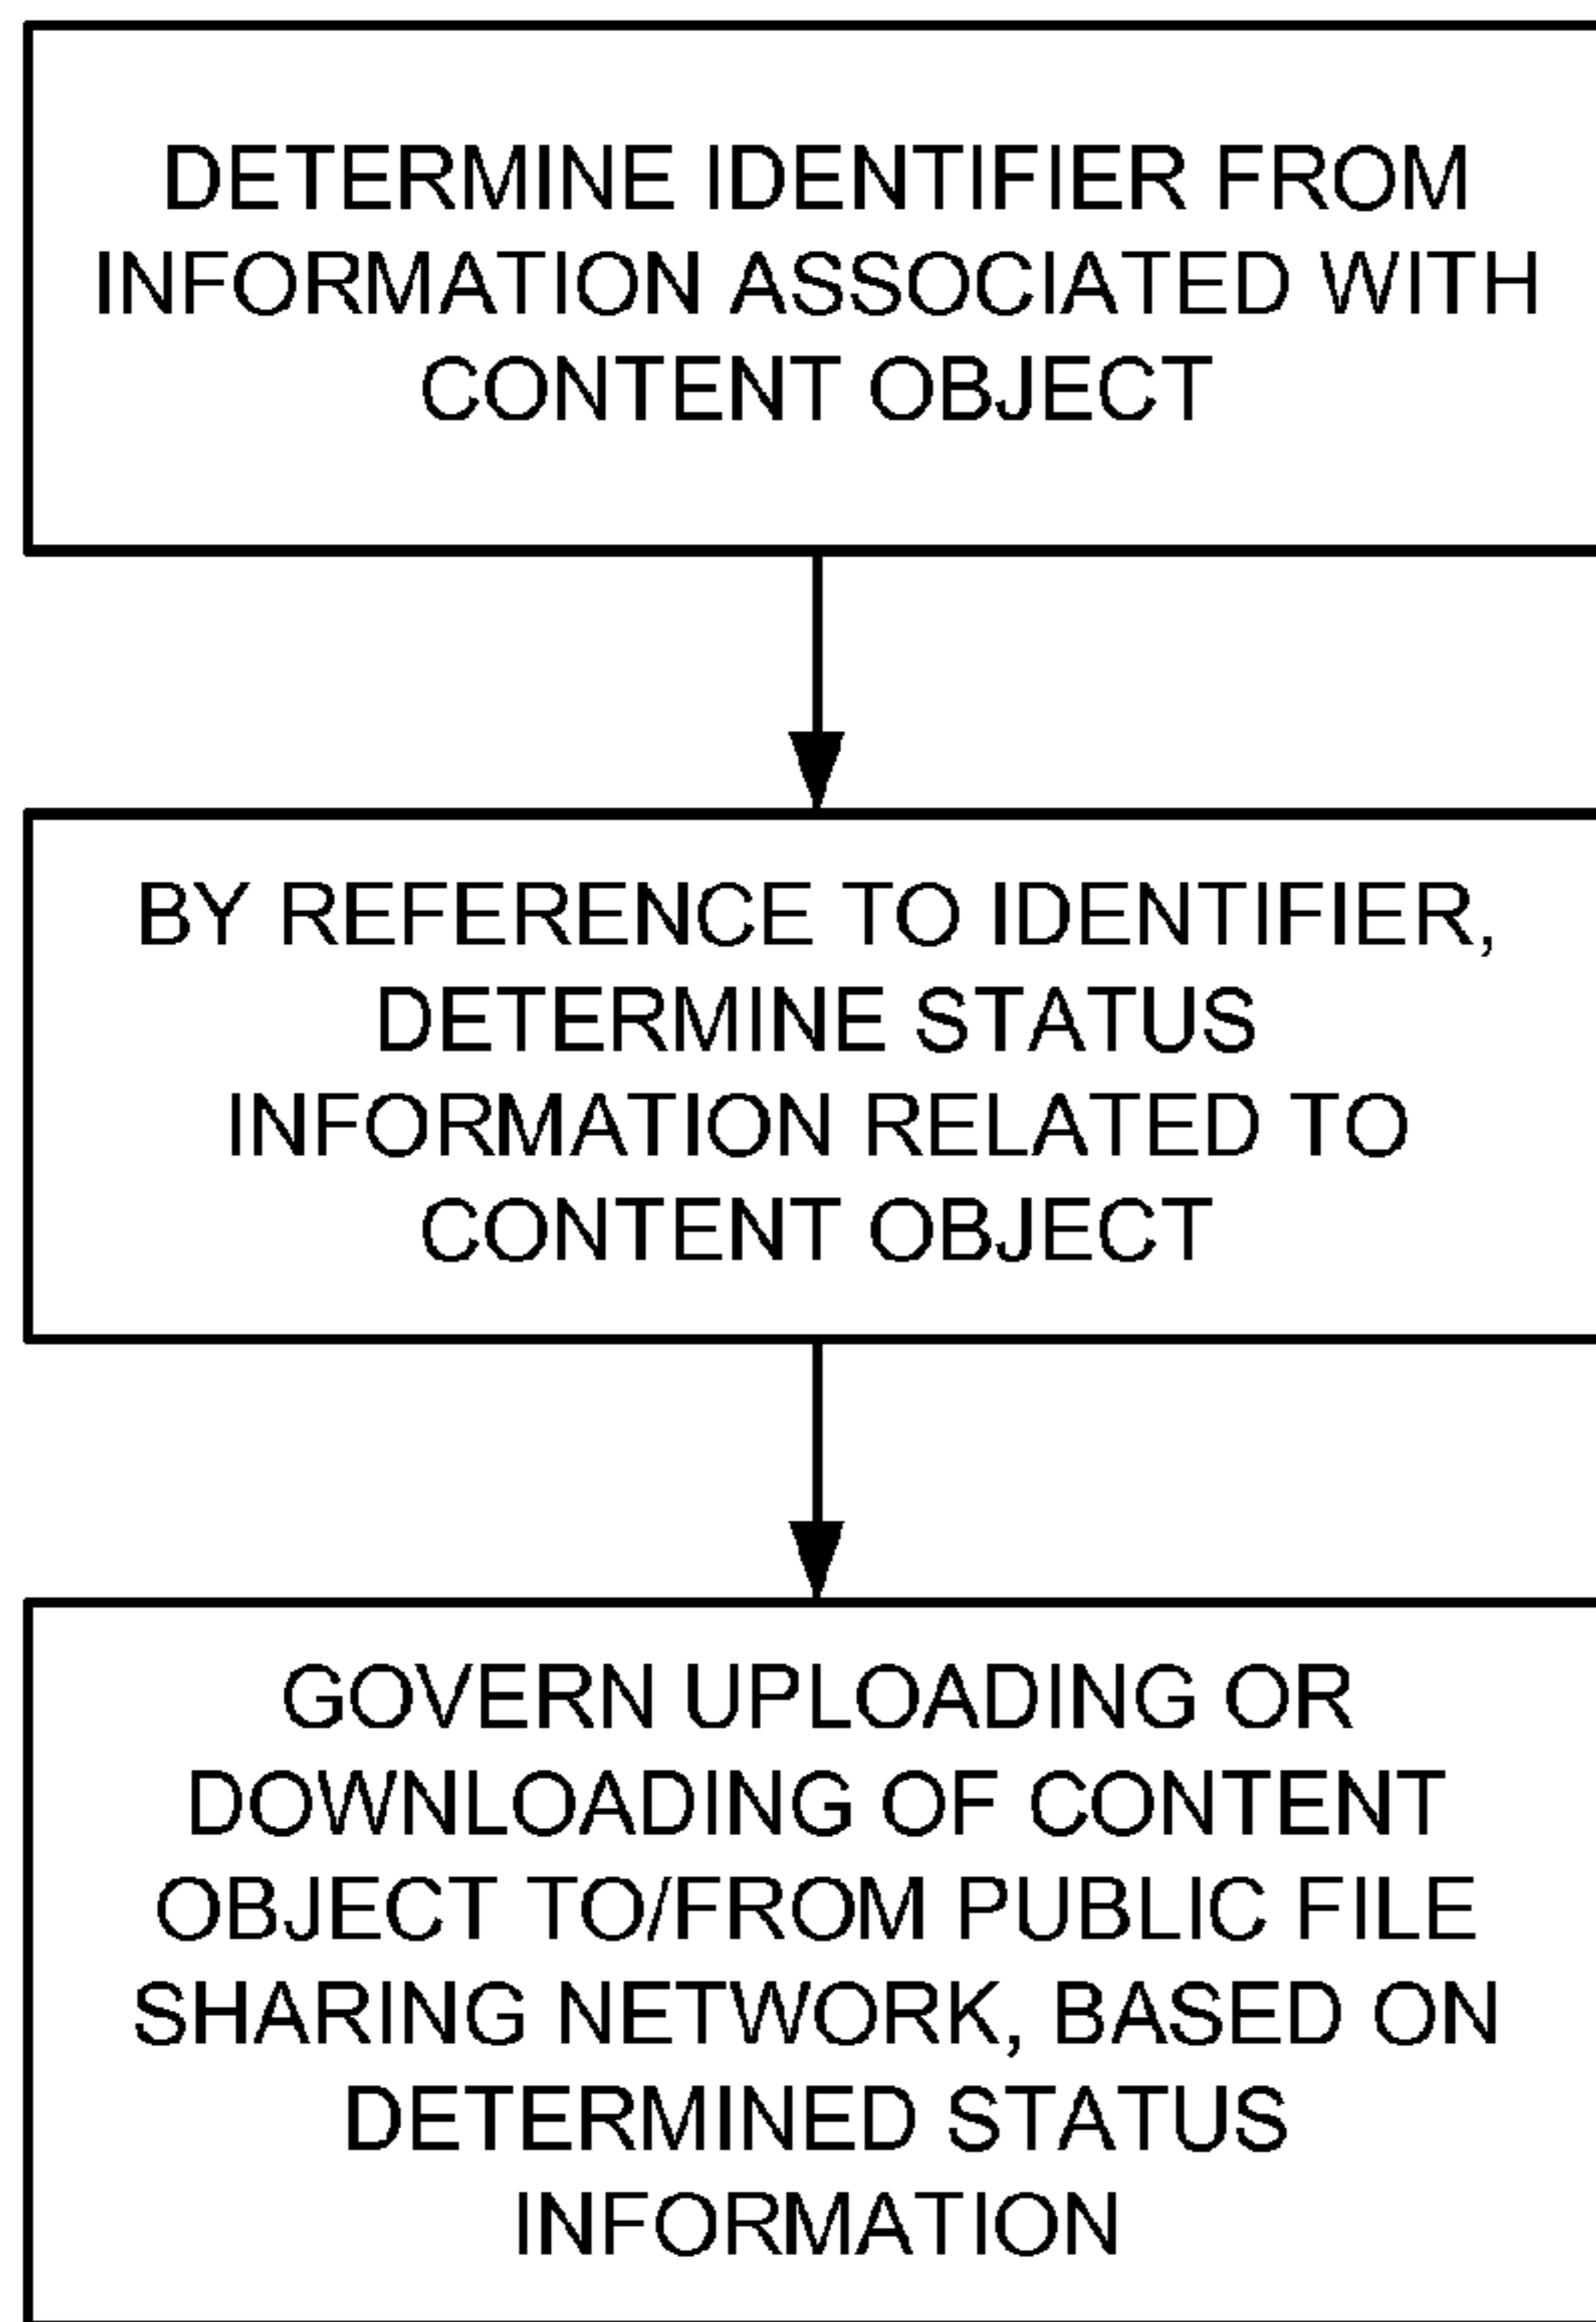 DETERMINE IDENTIFIER FROM
INFORMATION ASSOCIATED WITH
CONTENT OBJECT
BY REFERENCE TO IDENTIFIER,
DETERMINE STATUS
INFORMATION RELATED TO
CONTENT OBJECT
GOVERN UPLOADING OR
DOWNLOADING OF CONTENT
OBJECT TO/FROM PUBLIC FILE
SHARING NETWORK, BASED ON
DETERMINED STATUS
INFORMATION